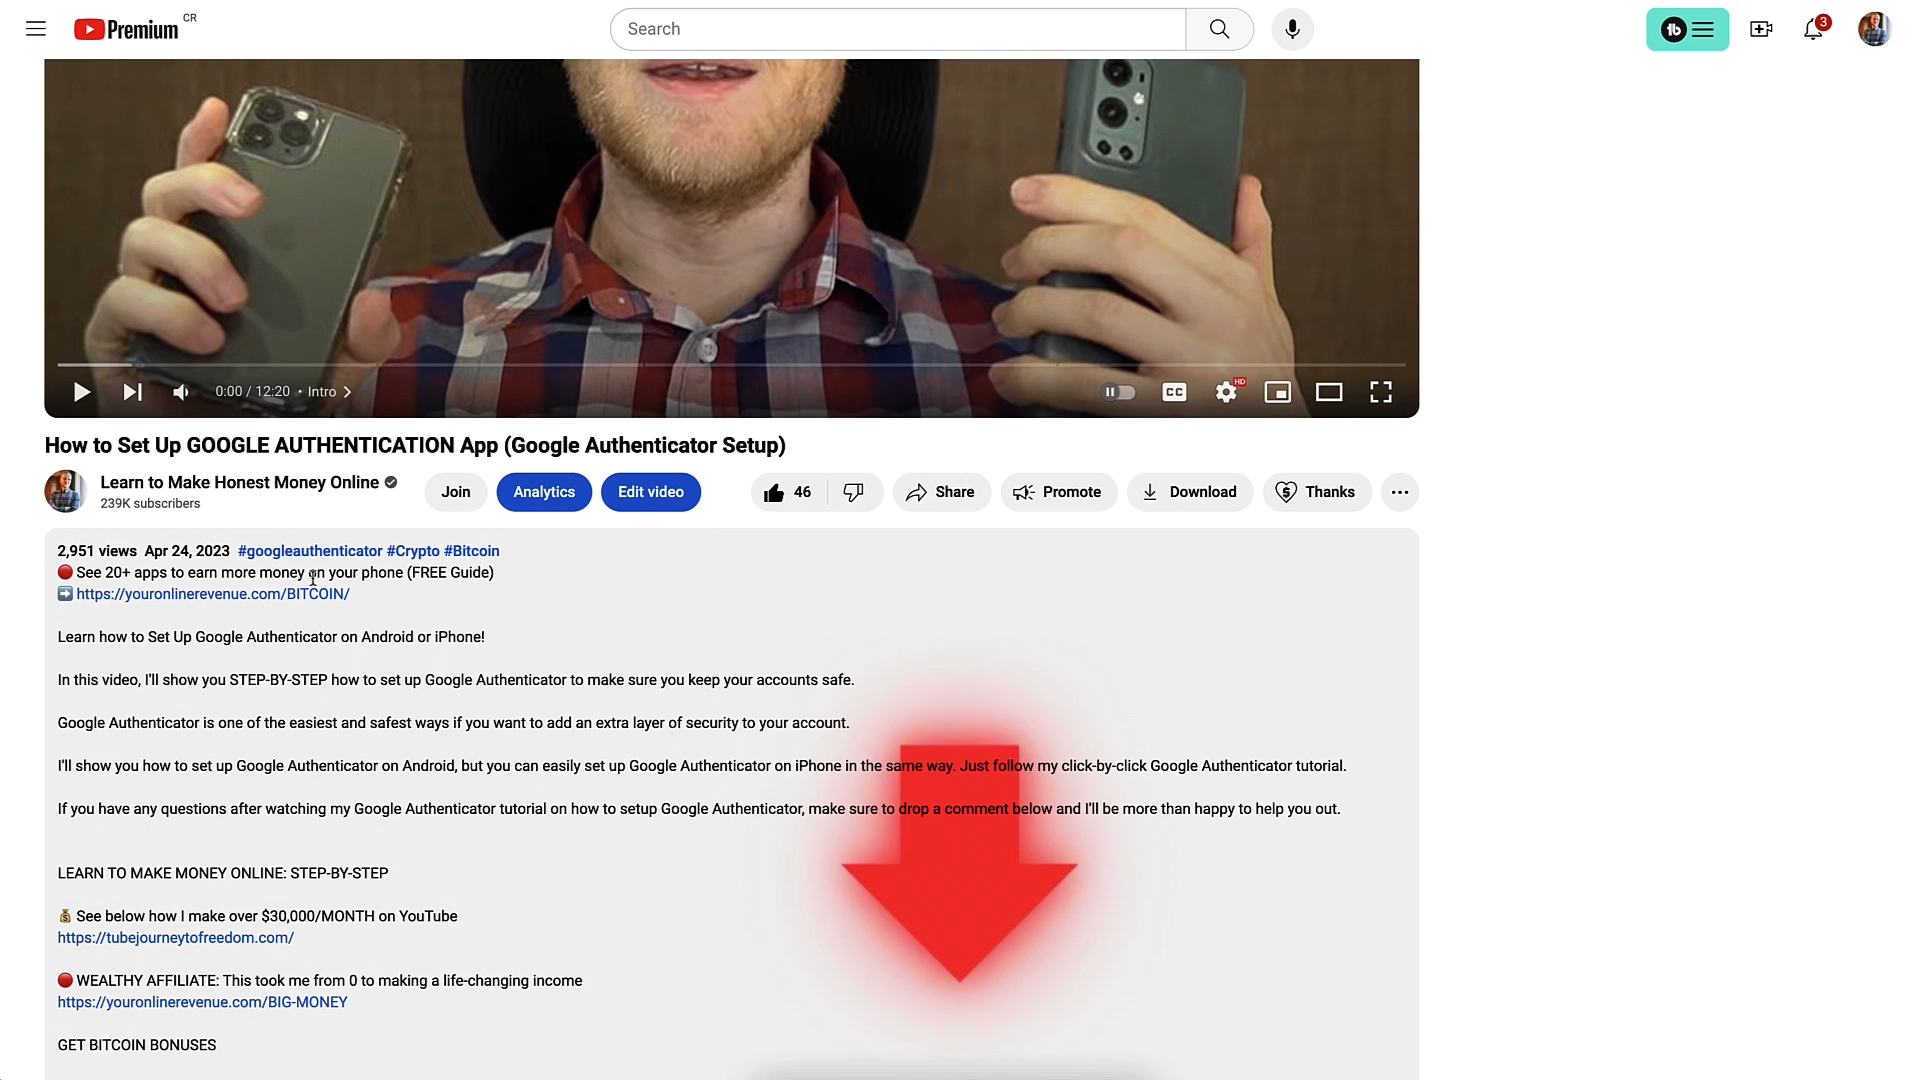 Premium CR
Search
3
HD
CC
0:00 / 12:20 • Intro
How to Set Up GOOGLE AUTHENTICATION App (Google Authenticator Setup)
Learn to Make Honest Money Online
239K subscribers
Join
Analytics
Edit video
46
Share
Promote
Download
Thanks
2,951 views Apr 24, 2023 #googleauthenticator #Crypto #Bitcoin
🔴 See 20+ apps to earn more money on your phone (FREE Guide)
➡️ https://youronlinerevenue.com/BITCOIN/
Learn how to Set Up Google Authenticator on Android or iPhone!
In this video, I'll show you STEP-BY-STEP how to set up Google Authenticator to make sure you keep your accounts safe.
Google Authenticator is one of the easiest and safest ways if you want to add an extra layer of security to your account.
I'll show you how to set up Google Authenticator on Android, but you can easily set up Google Authenticator on iPhone in the same way. Just follow my click-by-click Google Authenticator tutorial.
If you have any questions after watching my Google Authenticator tutorial on how to setup Google Authenticator, make sure to drop a comment below and I'll be more than happy to help you out.
LEARN TO MAKE MONEY ONLINE: STEP-BY-STEP
💰 See below how I make over $30,000/MONTH on YouTube
https://tubejourneytofreedom.com/
🔴 WEALTHY AFFILIATE: This took me from 0 to making a life-changing income
https://youronlinerevenue.com/BIG-MONEY
GET BITCOIN BONUSES